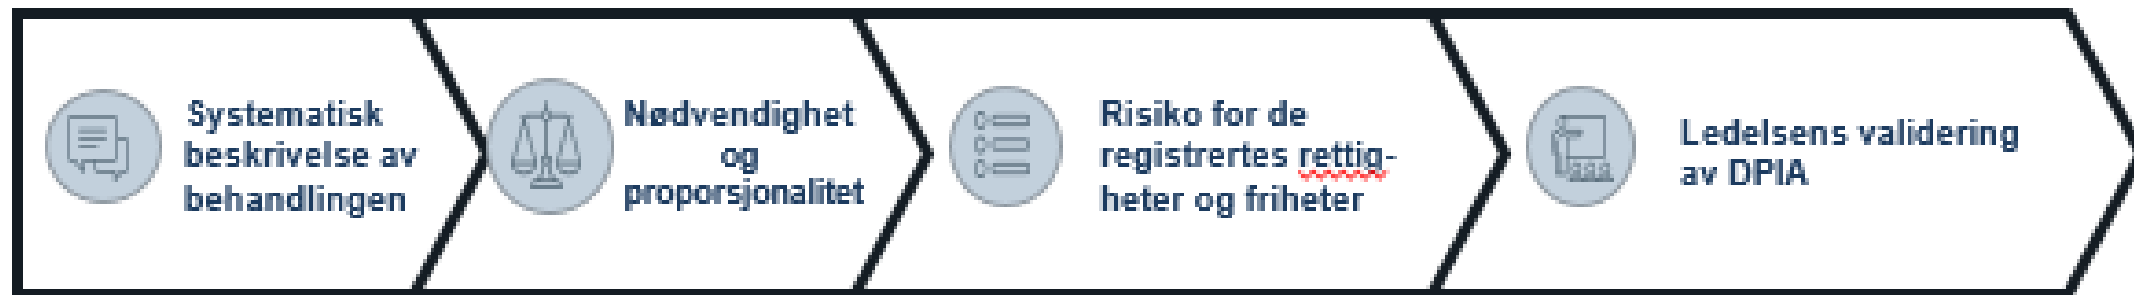 Systematisk
beskrivelse av
behandlingen
Nødvendighet
og
proporsjonalitet
Risiko for de
registrertes rettig-
heter og friheter
Ledelsens validering
av DPIA